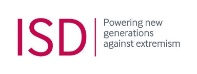 ISD
Powering new
generations
against extremism